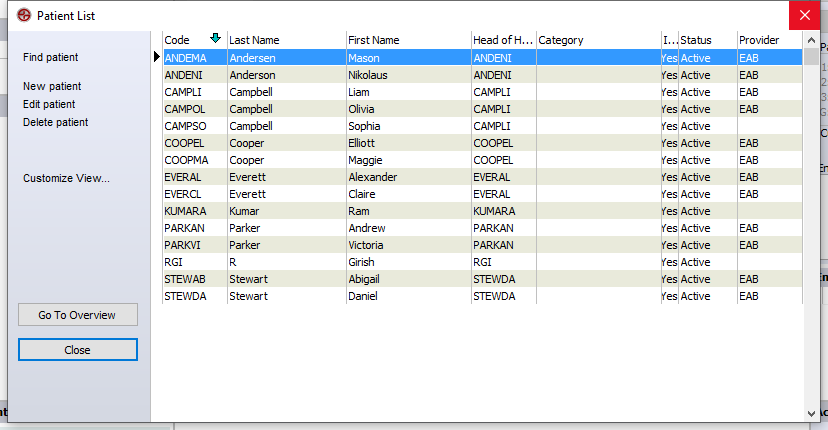 Patient List
Find patient
New patient
Edit patient
Delete patient
Customize View...
Go To Overview
Close
Code Last Name First Name Head of H... Category I... Status Provider
ANDEMA Andersen Mason ANDENI Yes Active EAB
ANDENI Anderson Nikolaus ANDENI Yes Active EAB
CAMPLI Campbell Liam CAMPLI Yes Active EAB
CAMPOL Campbell Olivia CAMPLI Yes Active EAB
CAMPSO Campbell Sophia CAMPLI Yes Active
COOPEL Cooper Elliott COOPEL Yes Active EAB
COOPMA Cooper Maggie COOPEL Yes Active EAB
EVERAL Everett Alexander EVERAL Yes Active EAB
EVERCL Everett Claire EVERAL Yes Active EAB
KUMARA Kumar Ram KUMARA Yes Active
PARKAN Parker Andrew PARKAN Yes Active EAB
PARKVI Parker Victoria PARKAN Yes Active EAB
RGI R Girish RGI Yes Active
STEWAB Stewart Abigail STEWDA Yes Active EAB
STEWDA Stewart Daniel STEWDA Yes Active EAB